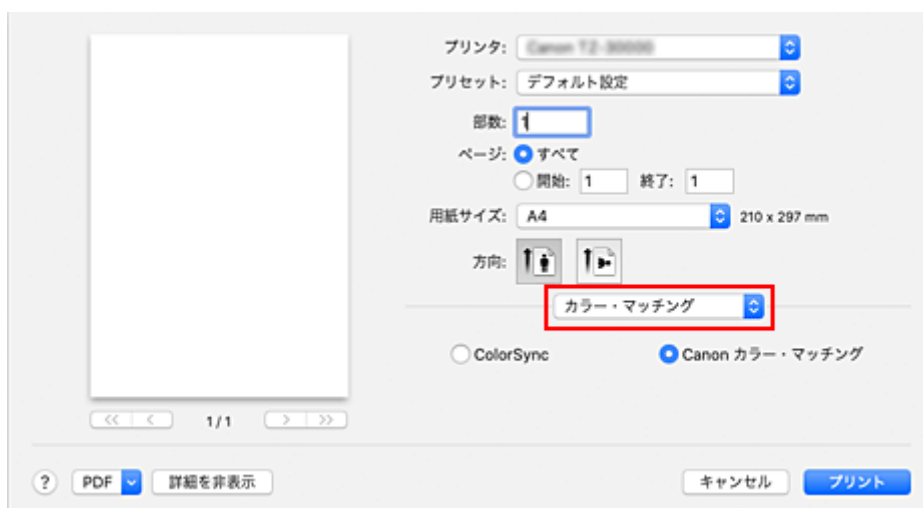 プリンタ: Canon TZ-30000
プリセット: デフォルト設定
部数: 1
ページ: すべて
開始: 1 終了: 1
用紙サイズ: A4 210 x 297 mm
方向:
カラー・マッチング
ColorSync Canon カラー・マッチング
<< < 1/1 > >>
? PDF 詳細を非表示 キャンセル プリント